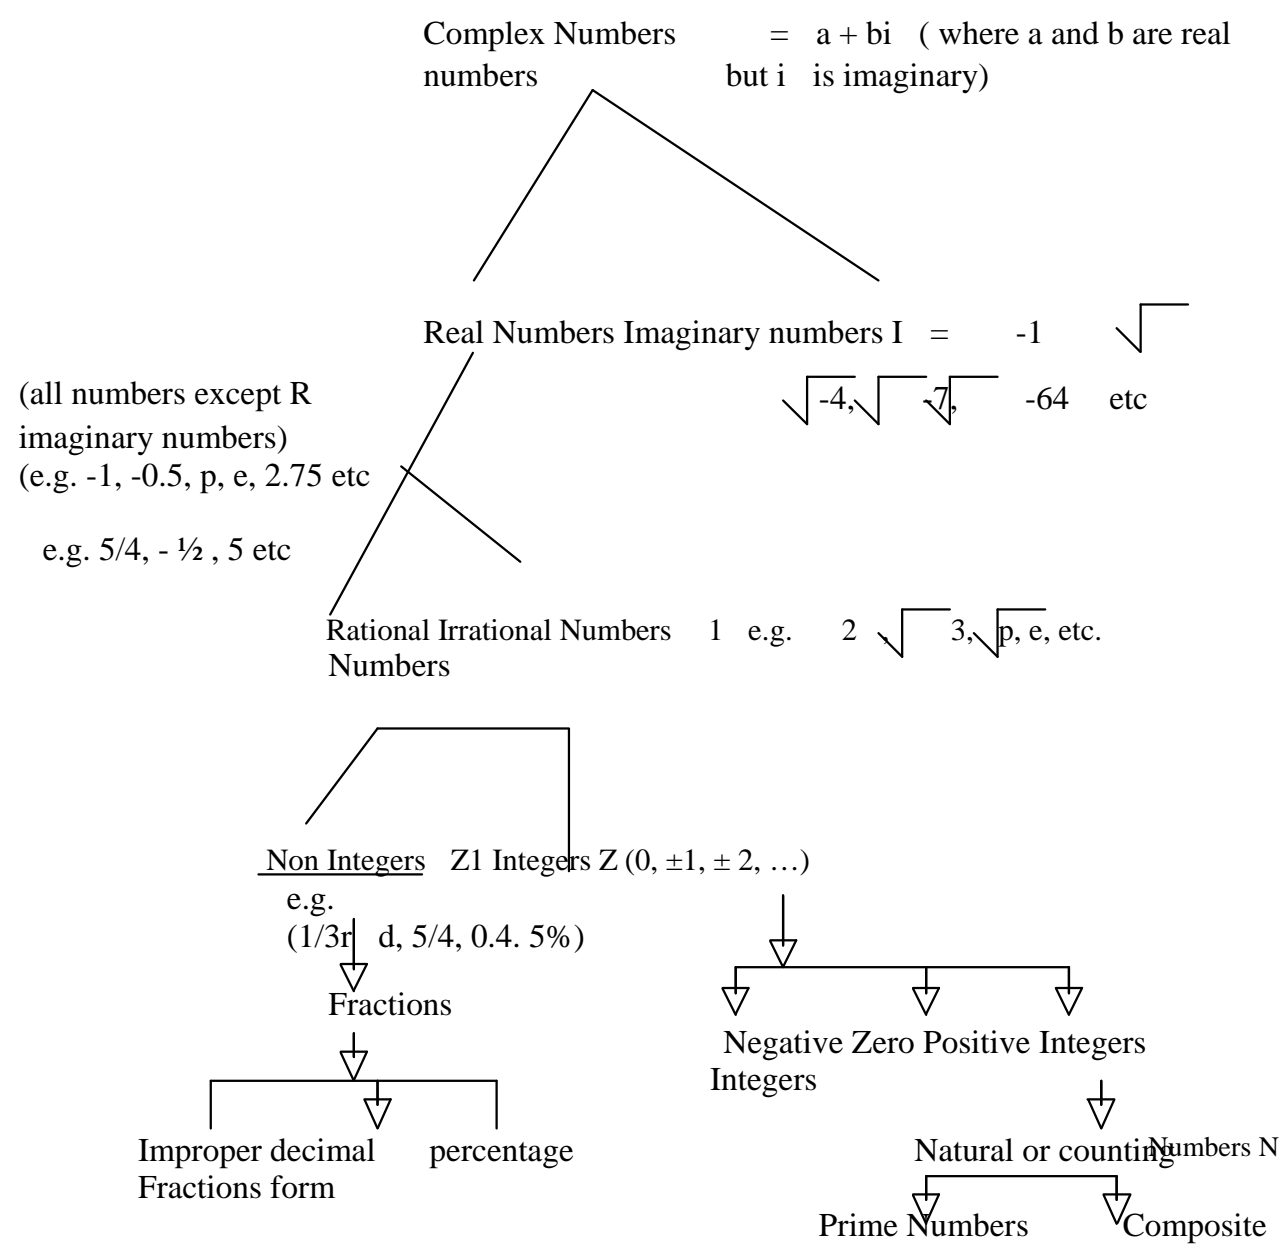 Complex Numbers = a + bi ( where a and b are real
numbers but i is imaginary)
Real Numbers Imaginary numbers I = √ -1
(all numbers except R √-4, √-7, √-64 etc
imaginary numbers)
(e.g. -1, -0.5, p, e, 2.75 etc
e.g. 5/4, - ½ , 5 etc
Rational Irrational Numbers 1 e.g. √2 , √3, p, e, etc.
Numbers
Non Integers Z1 Integers Z (0, ±1, ± 2, …)
e.g.
(1/3r d, 5/4, 0.4. 5%)
Fractions
Negative Zero Positive Integers
Integers
Improper decimal percentage
Fractions form
Natural or counting Numbers N
Prime Numbers Composite